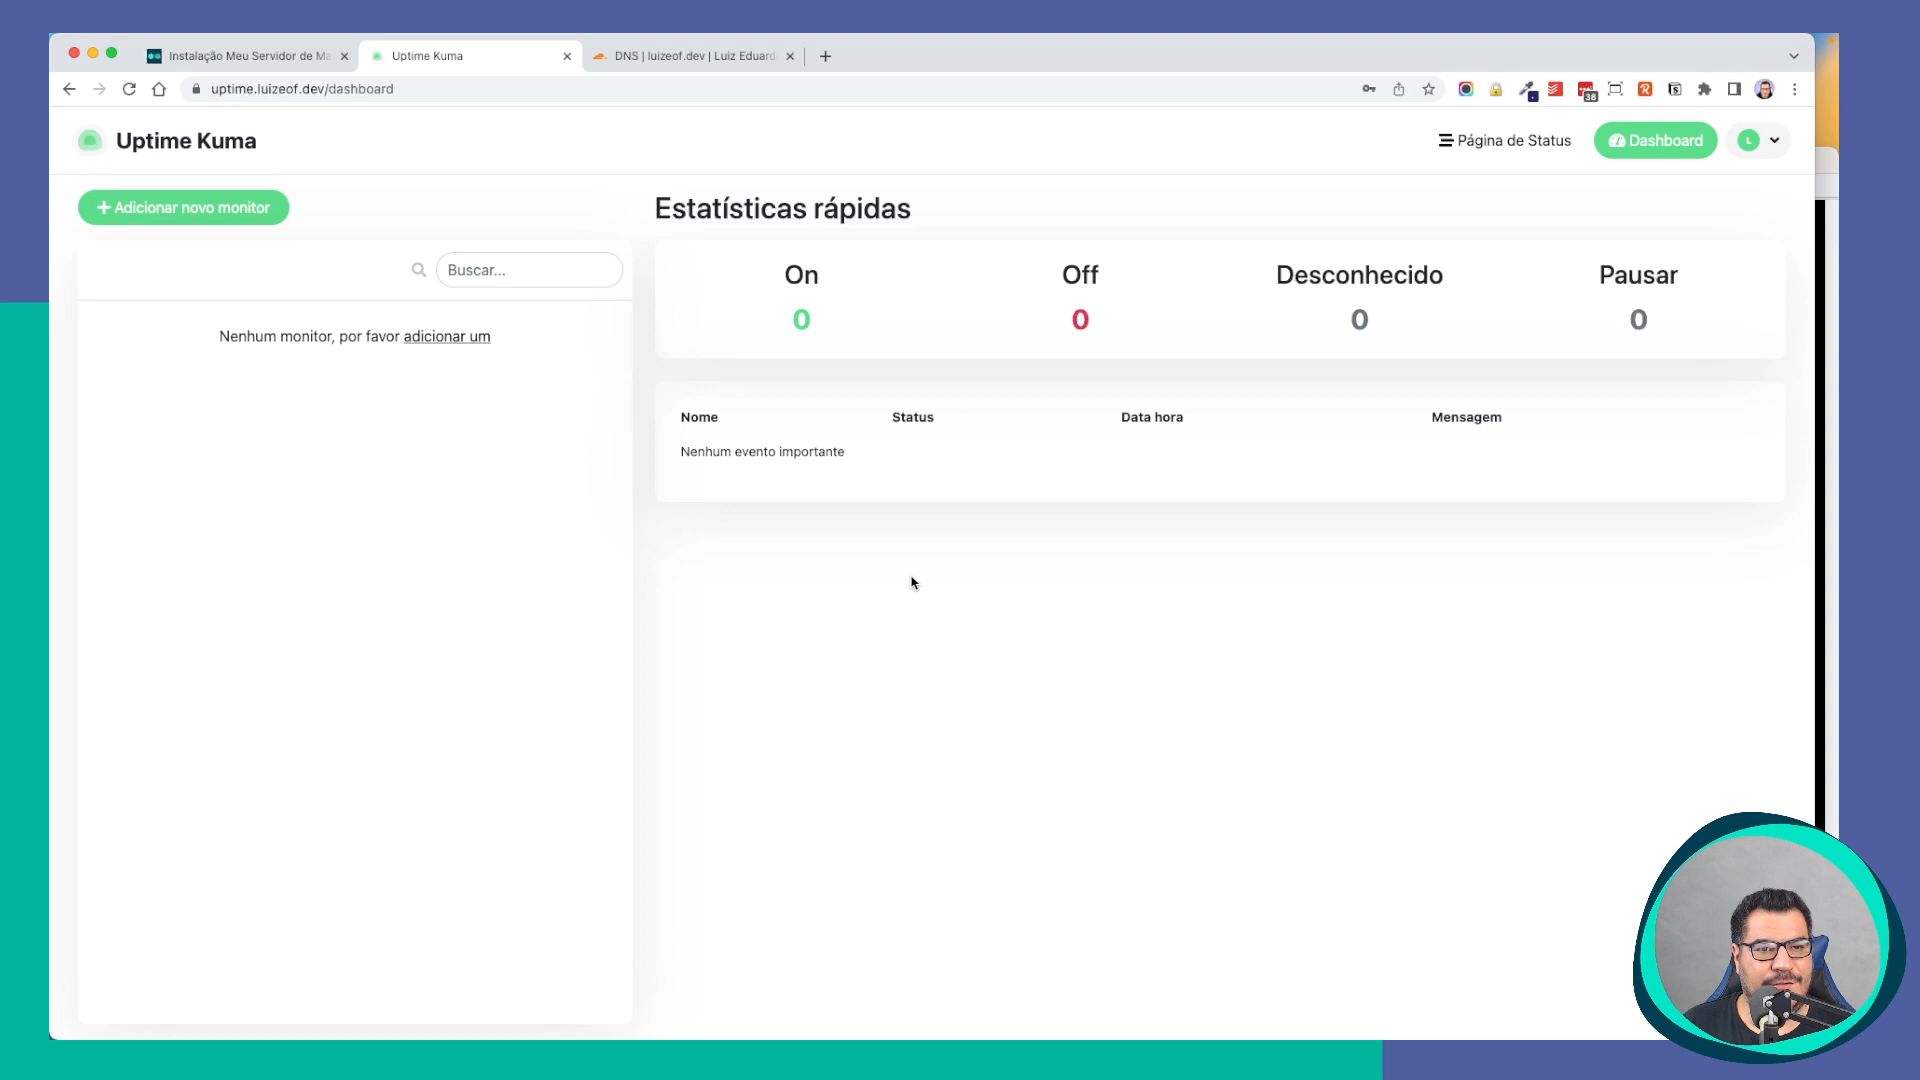 Instalação Meu Servidor de Ma
Uptime Kuma
DNS | luizeof.dev | Luiz Eduard
uptime.luizeof.dev/dashboard
38
Uptime Kuma
Página de Status
Dashboard
L
Adicionar novo monitor
Estatísticas rápidas
Buscar...
On
Off
Desconhecido
Pausar
0
0
0
0
Nenhum monitor, por favor adicionar um
Nome
Status
Data hora
Mensagem
Nenhum evento importante